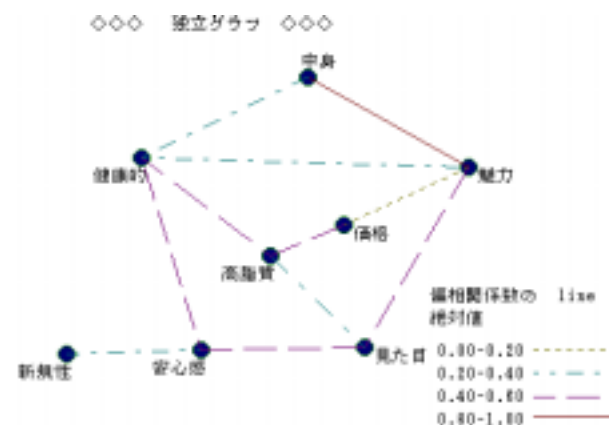 ◇◇◇ 独立グラフ ◇◇◇
中身
健康的
魅力
価格
高脂質
新規性
安心感
見た目
偏相関係数の line
絶対値
0.00-0.20
0.20-0.40
0.40-0.60
0.80-1.00